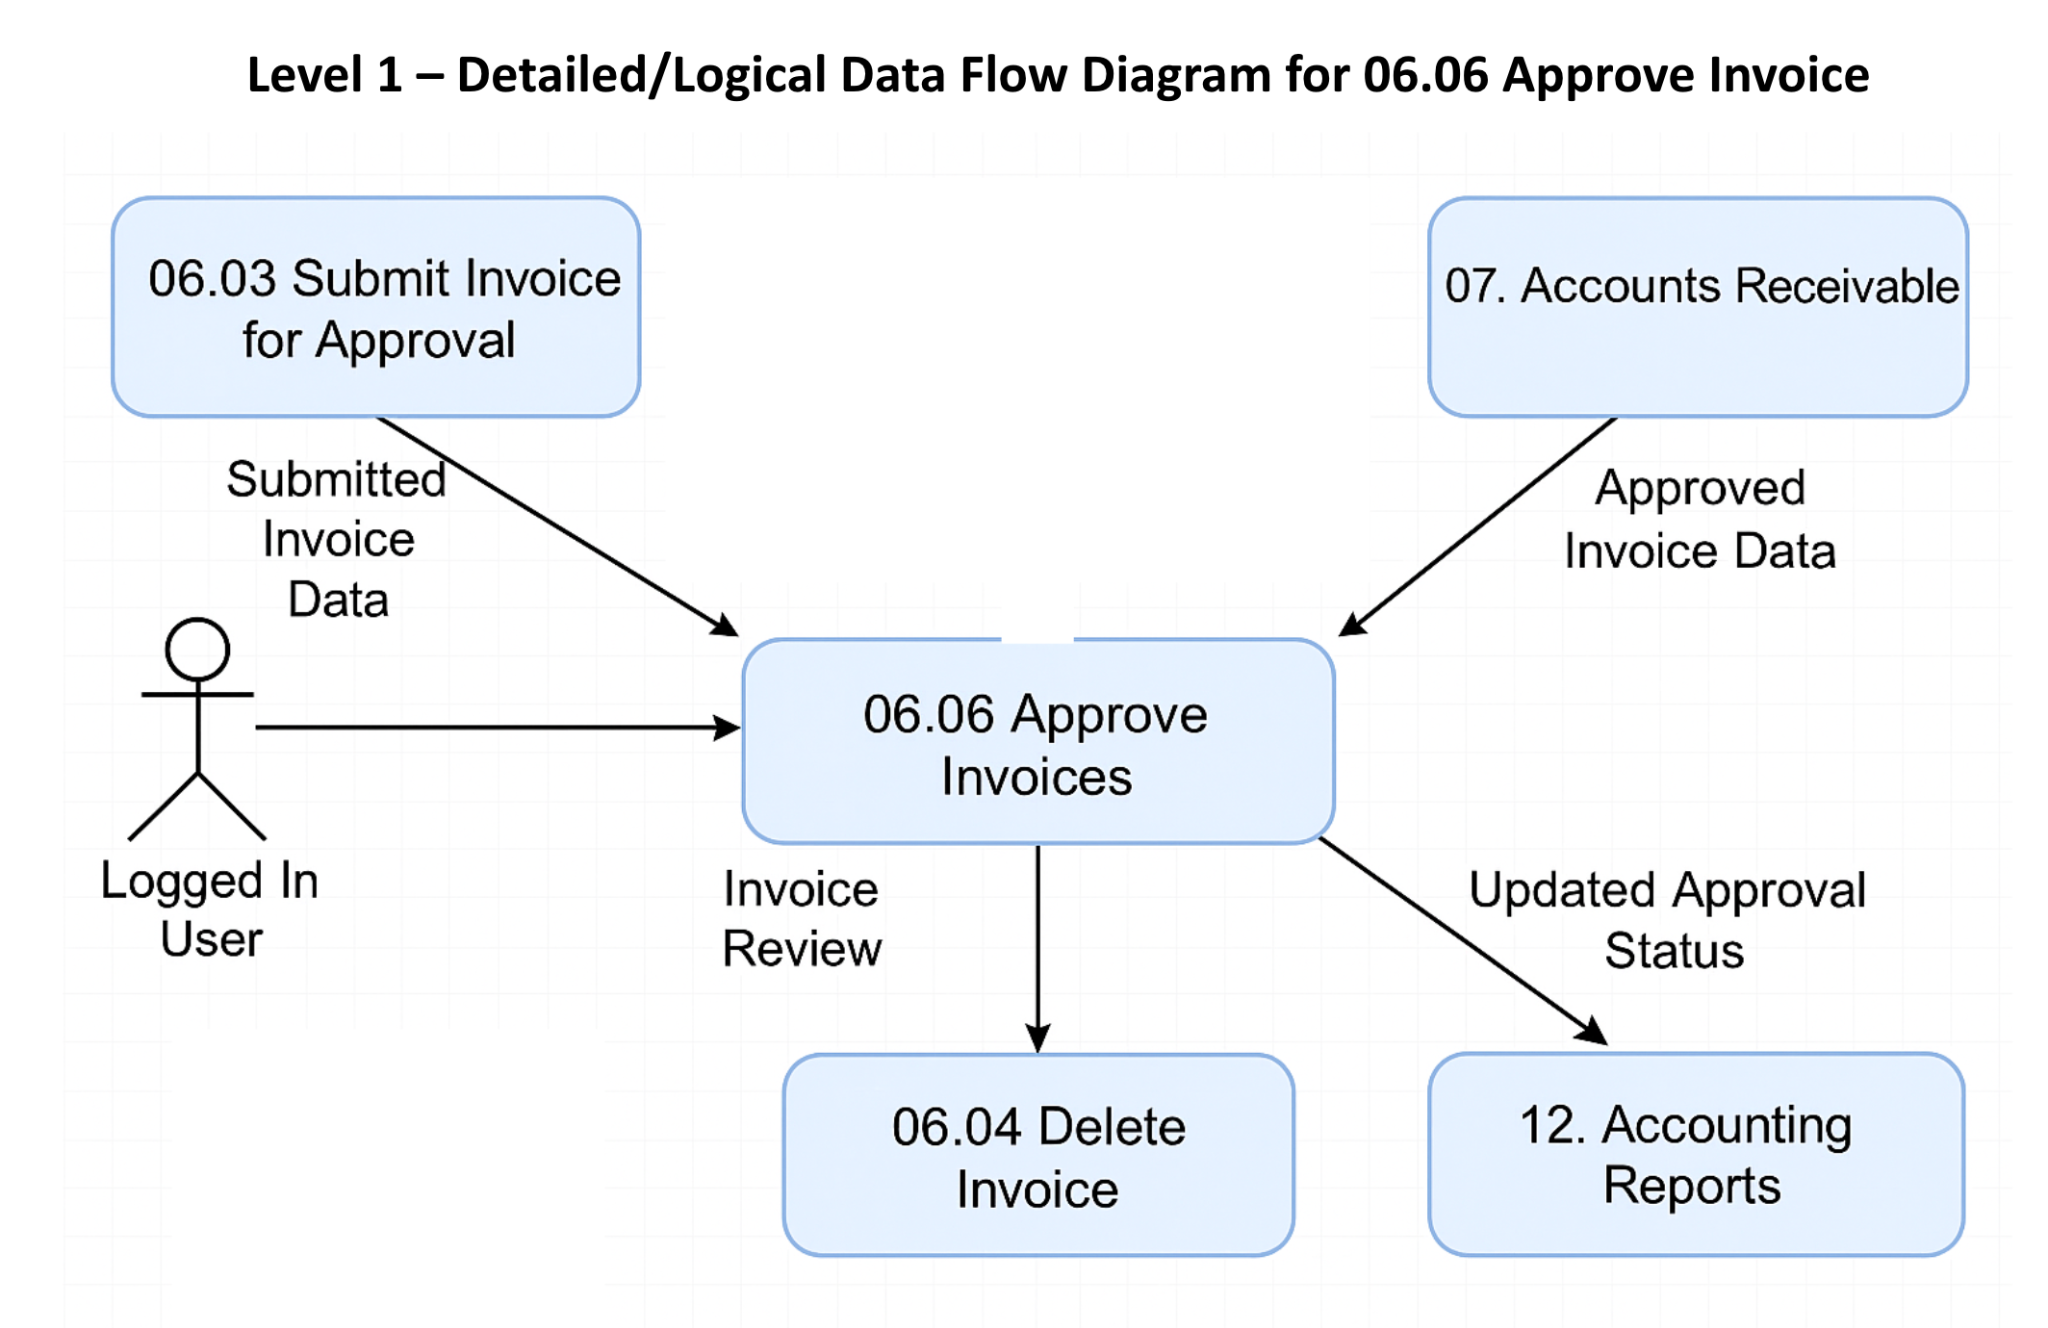 Level 1 – Detailed/Logical Data Flow Diagram for 06.06 Approve Invoice
06.03 Submit Invoice
for Approval
07. Accounts Receivable
Submitted
Invoice
Data
Approved
Invoice Data
06.06 Approve
Invoices
Logged In
User
Invoice
Review
Updated Approval
Status
06.04 Delete
Invoice
12. Accounting
Reports